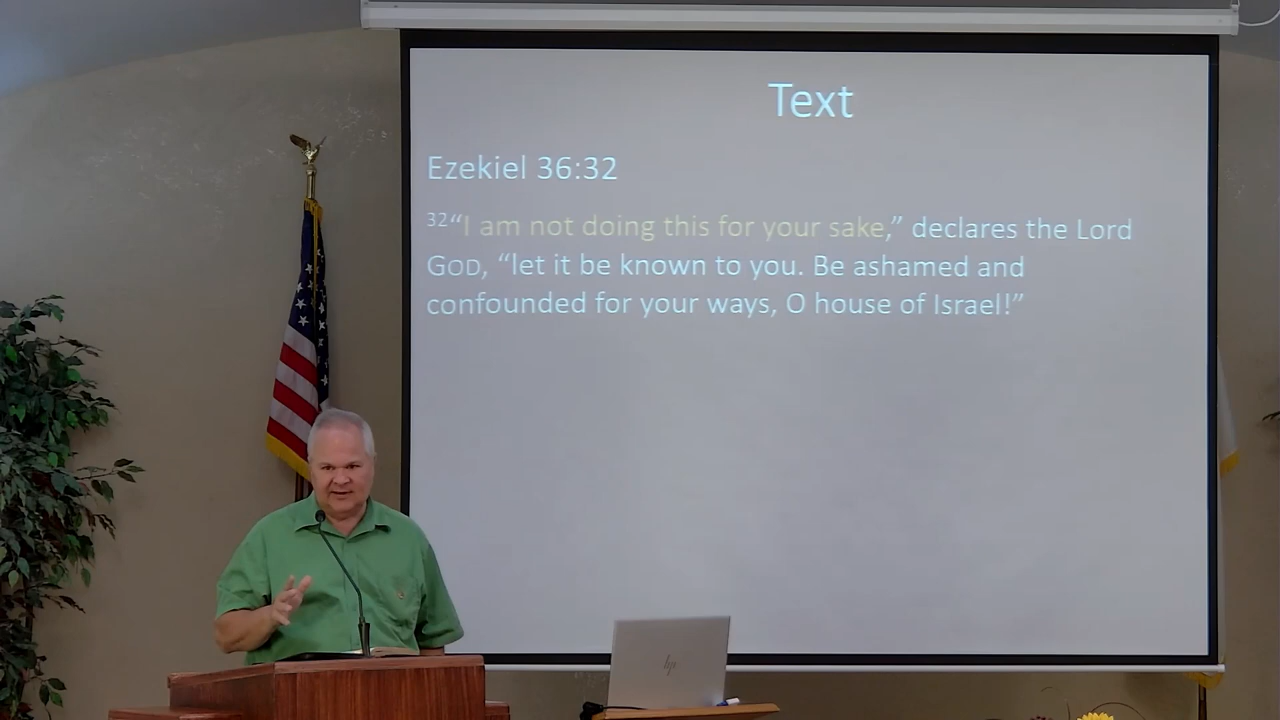 Text
Ezekiel 36:32
32“I am not doing this for your sake,” declares the Lord
GOD, “let it be known to you. Be ashamed and
confounded for your ways, O house of Israel!”
hp